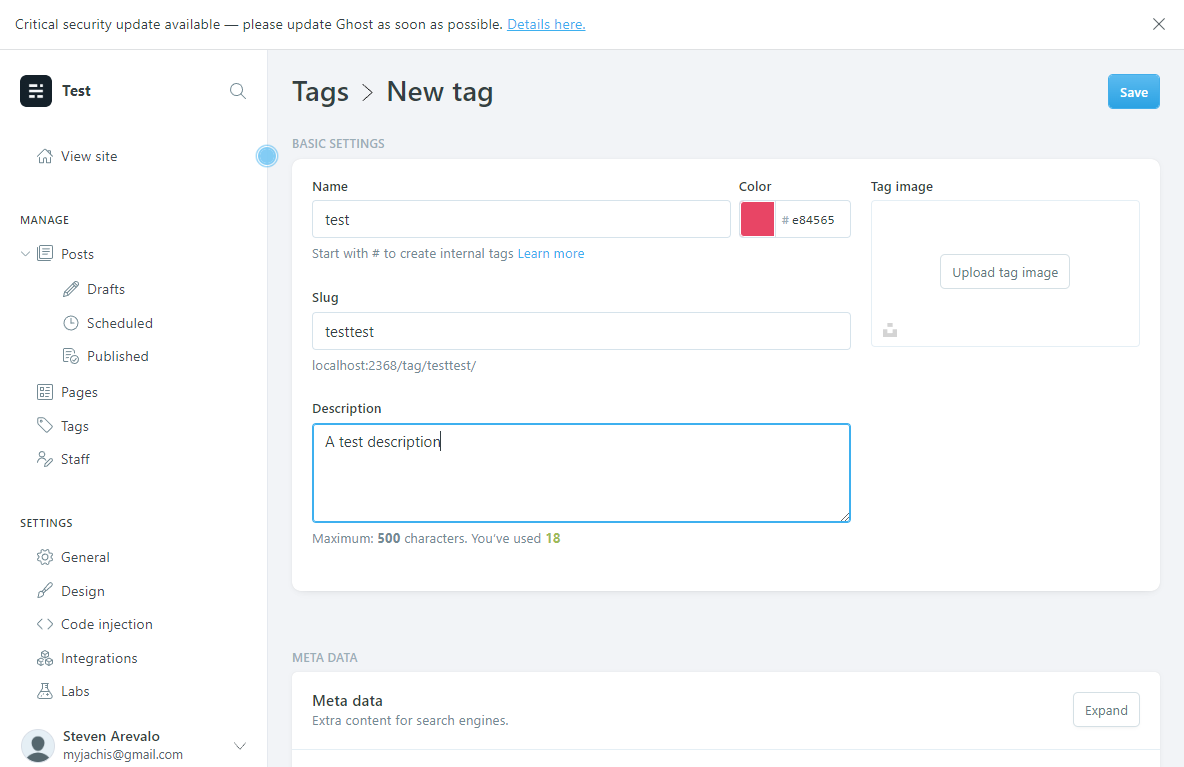 Critical security update available — please update Ghost as soon as possible. Details here.
Test
View site
MANAGE
Posts
Drafts
Scheduled
Published
Pages
Tags
Staff
SETTINGS
General
Design
Code injection
Integrations
Labs
Steven Arevalo
myjachis@gmail.com
Tags > New tag
Save
BASIC SETTINGS
Name
test
Start with # to create internal tags Learn more
Color
# e84565
Slug
testtest
localhost:2368/tag/testtest/
Description
A test description
Maximum: 500 characters. You've used 18
Tag image
Upload tag image
META DATA
Meta data
Extra content for search engines.
Expand